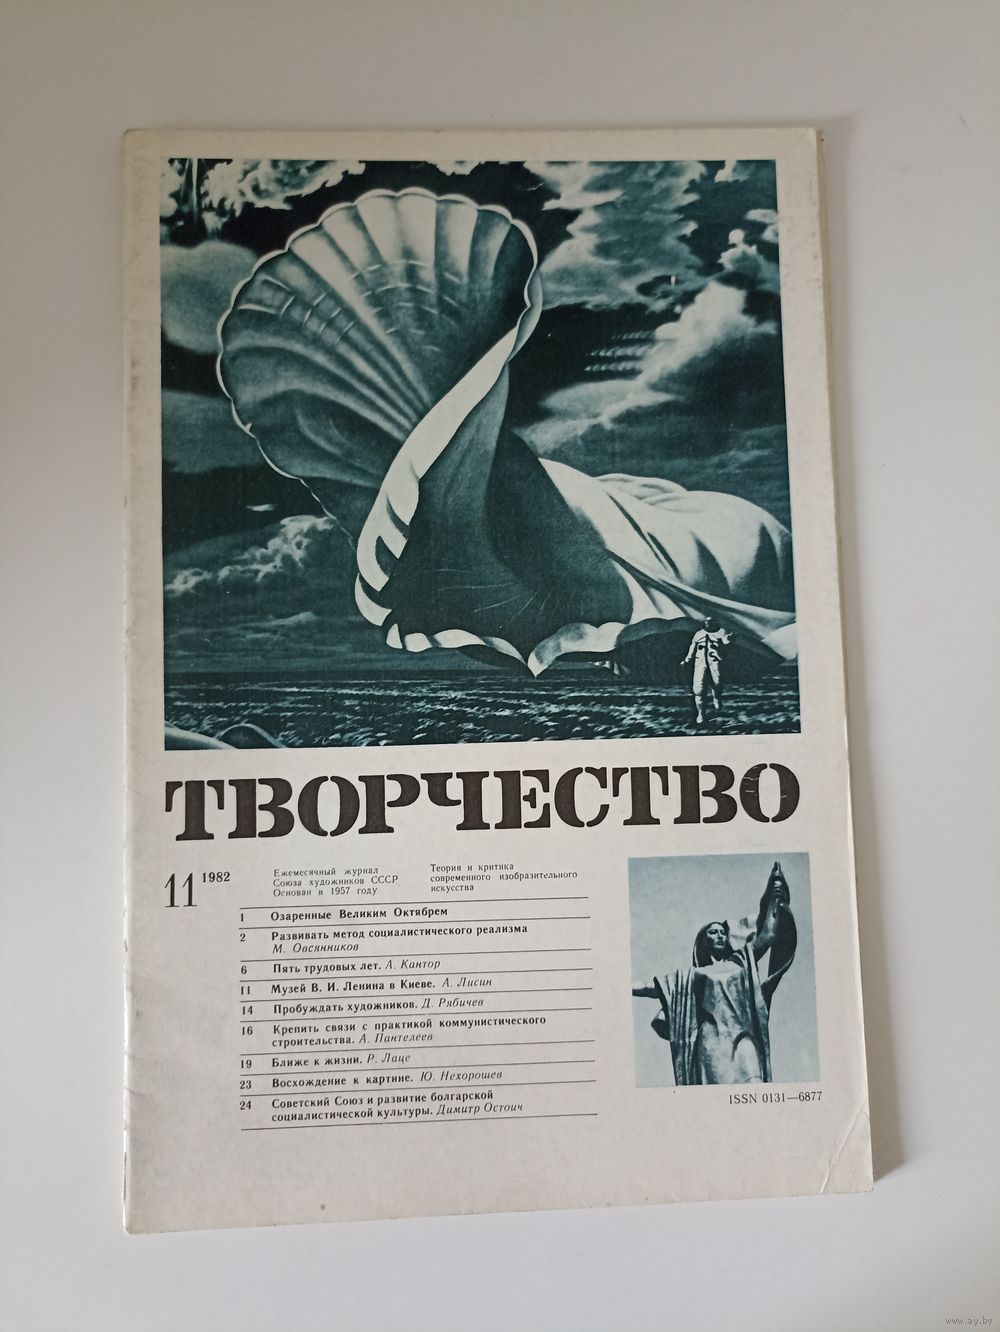 ТВОРЧЕСТВО
11 1982
Ежемесячный журнал
Союза художников СССР
Основан в 1957 году
Теория и критика
современного изобразительного
искусства
1 Озаренные Великим Октябрем
2 Развивать метод социалистического реализма
М. Овсянников
6 Пять трудовых лет. А. Кантор
11 Музей В. И. Ленина в Киеве. А. Лисин
14 Пробуждать художников. Д. Рябичев
16 Крепить связи с практикой коммунистического
строительства. А. Пантелеев
19 Ближе к жизни. Р. Лаце
23 Восхождение к картине. Ю. Нехорошев
24 Советский Союз и развитие болгарской
социалистической культуры. Димитр Остоич
ISSN 0131—6877
www.ay.by